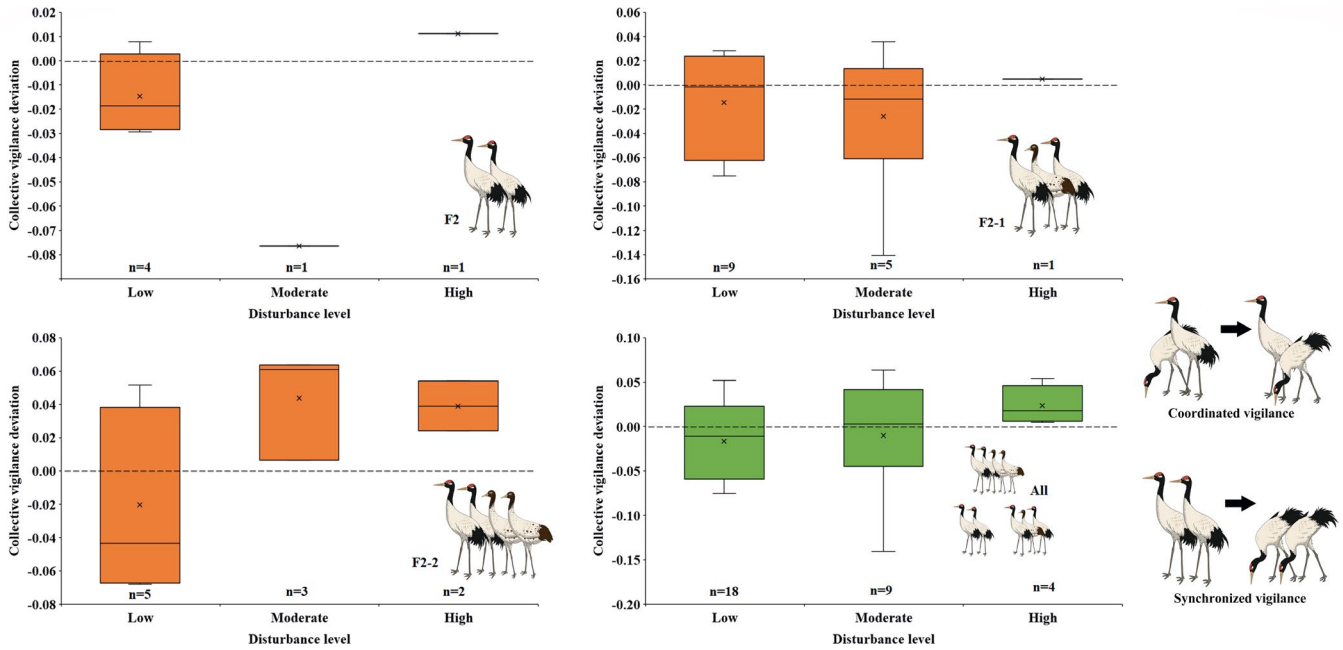 Collective vigilance deviation
0.02
0.01
0.00
-0.01
-0.02
-0.03
-0.04
-0.05
-0.06
-0.07
-0.08
F2
n=4 n=1 n=1
Low Moderate High
Disturbance level
Collective vigilance deviation
0.06
0.04
0.02
0.00
-0.02
-0.04
-0.06
-0.08
-0.10
-0.12
-0.14
-0.16
F2-1
n=9 n=5 n=1
Low Moderate High
Disturbance level
Collective vigilance deviation
0.08
0.06
0.04
0.02
0.00
-0.02
-0.04
-0.06
-0.08
F2-2
n=5 n=3 n=2
Low Moderate High
Disturbance level
Collective vigilance deviation
0.10
0.05
0.00
-0.05
-0.10
-0.15
-0.20
All
n=18 n=9 n=4
Low Moderate High
Disturbance level
Coordinated vigilance
Synchronized vigilance